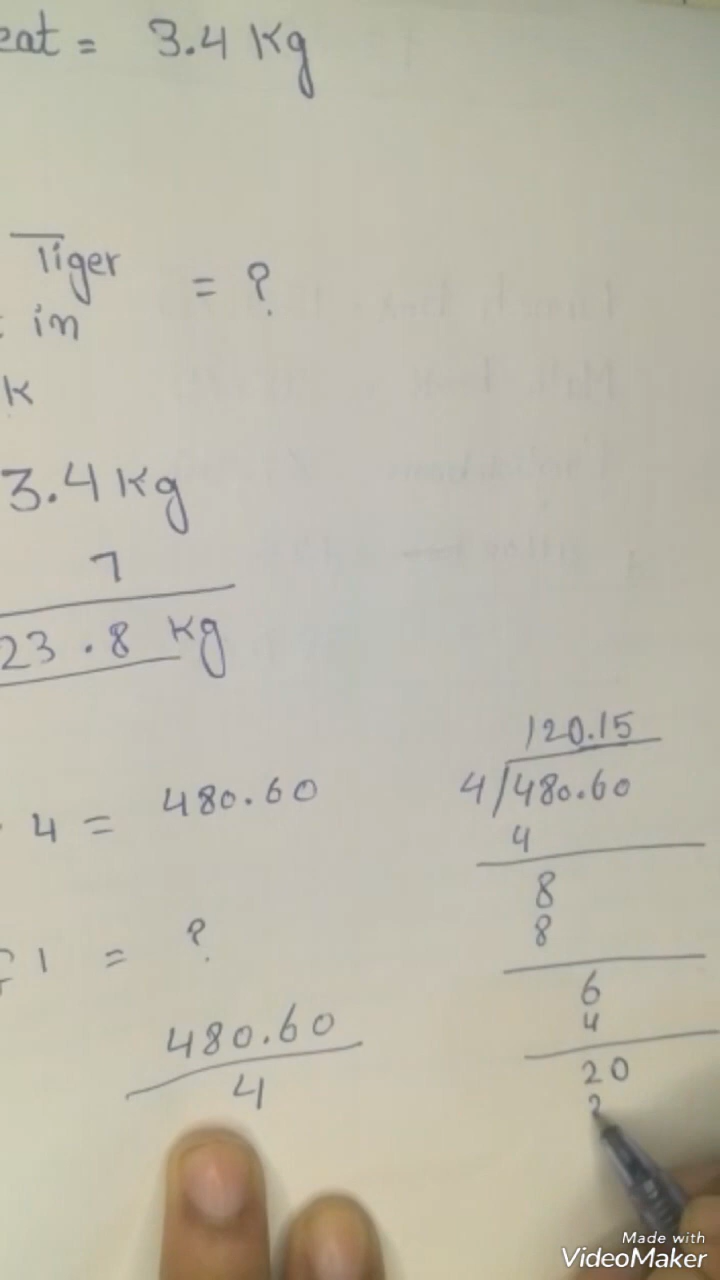 eat = 3.4 Kg
Tiger = ?
in
k
3.4 Kg
7
23.8 Kg
4 = 480.60
1 = ?
480.60
4
120.15
4/480.60
4
8
8
6
4
20
2
Made with
VideoMaker